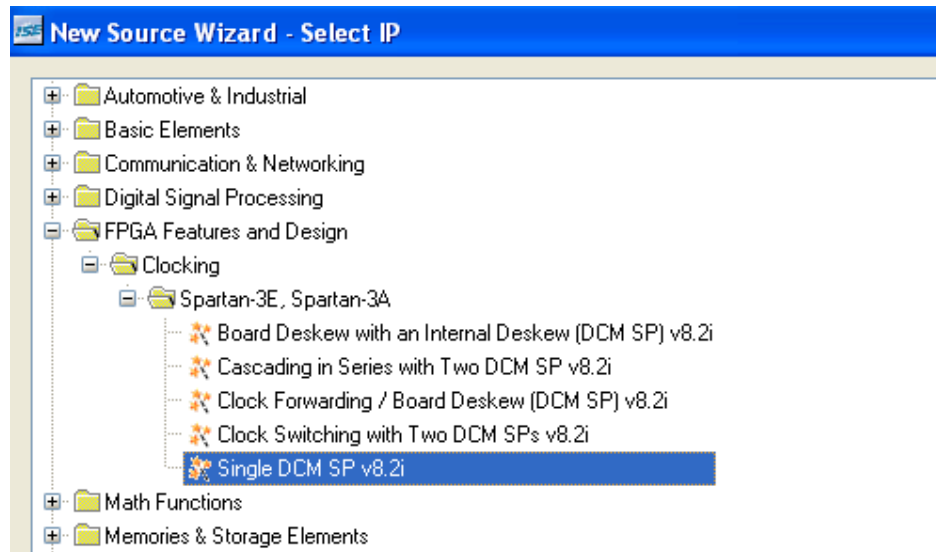 ISE New Source Wizard - Select IP
Automotive & Industrial
Basic Elements
Communication & Networking
Digital Signal Processing
FPGA Features and Design
Clocking
Spartan-3E, Spartan-3A
Board Deskew with an Internal Deskew (DCM SP) v8.2i
Cascading in Series with Two DCM SP v8.2i
Clock Forwarding / Board Deskew (DCM SP) v8.2i
Clock Switching with Two DCM SPs v8.2i
Single DCM SP v8.2i
Math Functions
Memories & Storage Elements